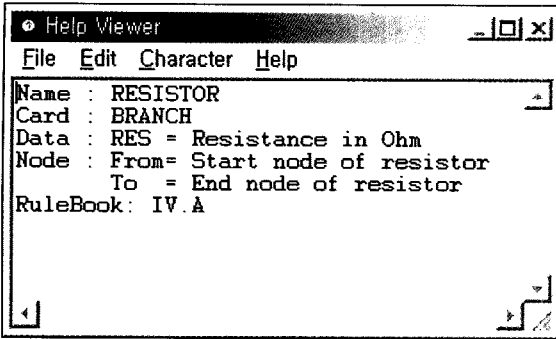 Help Viewer
File Edit Character Help
Name : RESISTOR
Card : BRANCH
Data : RES = Resistance in Ohm
Node : From= Start node of resistor
To = End node of resistor
RuleBook: IV.A